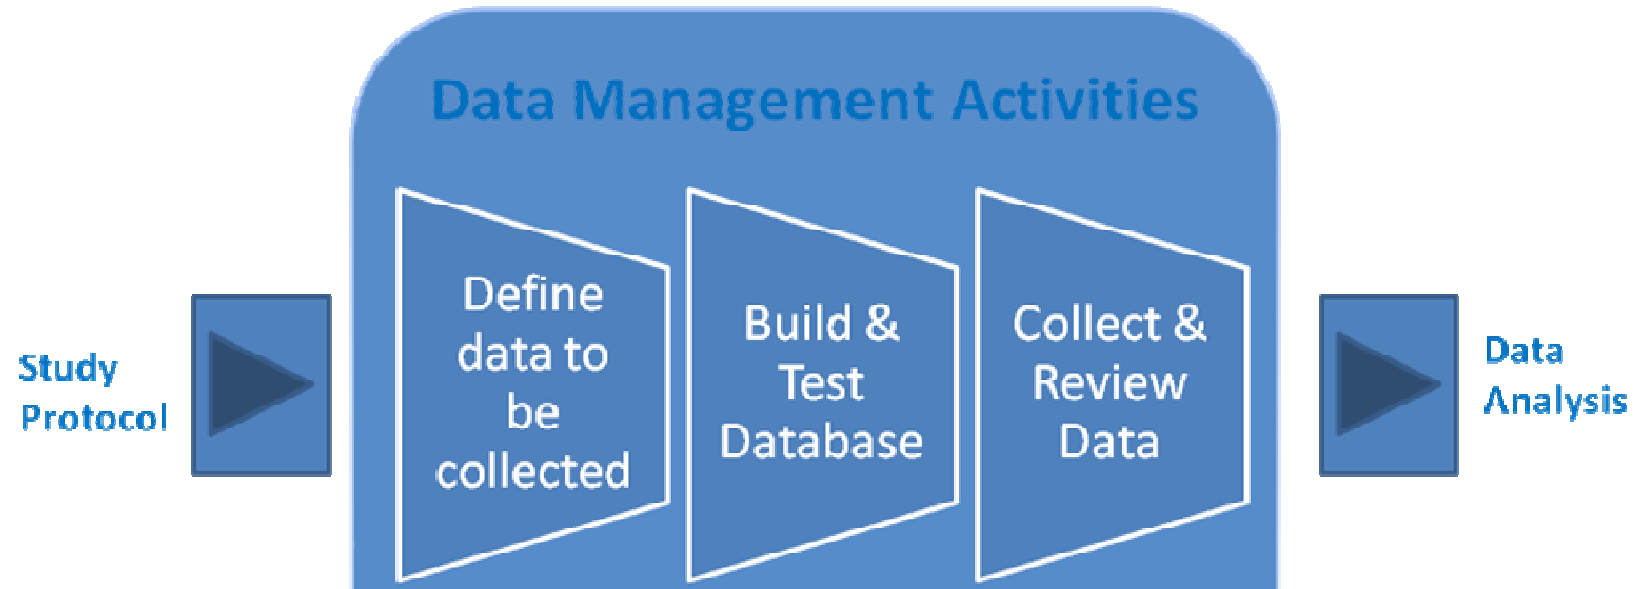 Data Management Activities
Study
Protocol
Define
data to
be
collected
Build &
Test
Database
Collect &
Review
Data
Data
Analysis